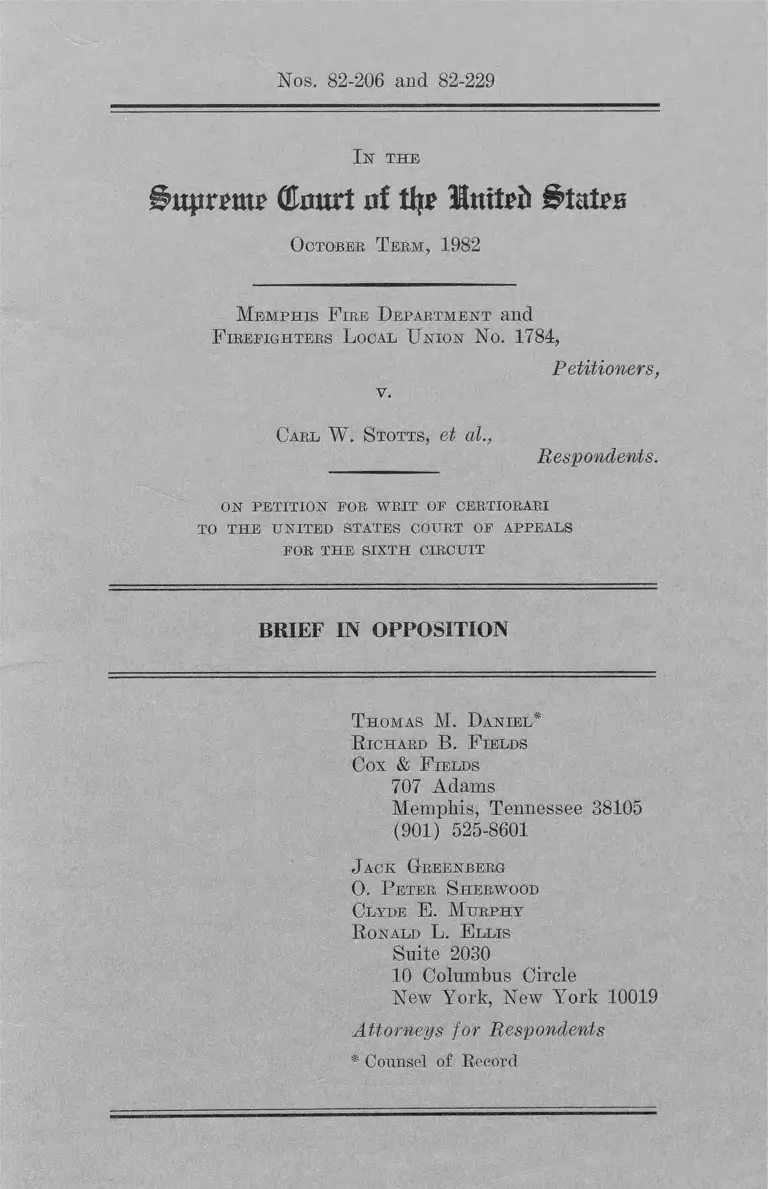 Nos. 82-206 and 82-229
In the
Supreme Court of the United States
October Term, 1982
Memphis Fire Department and
Firefighters Local Union No. 1784,
Petitioners,
v.
Carl W. Stotts, et al.,
Respondents.
ON PETITION FOR WRIT OF CERTIORARI
TO THE UNITED STATES COURT OF APPEALS
FOR THE SIXTH CIRCUIT
BRIEF IN OPPOSITION
Thomas M. Daniel*
Richard B. Fields
Cox & Fields
707 Adams
Memphis, Tennessee 38105
(901) 525-8601
Jack Greenberg
O. Peter Sherwood
Clyde E. Murphy
Ronald L. Ellis
Suite 2030
10 Columbus Circle
New York, New York 10019
Attorneys for Respondents
* Counsel of Record